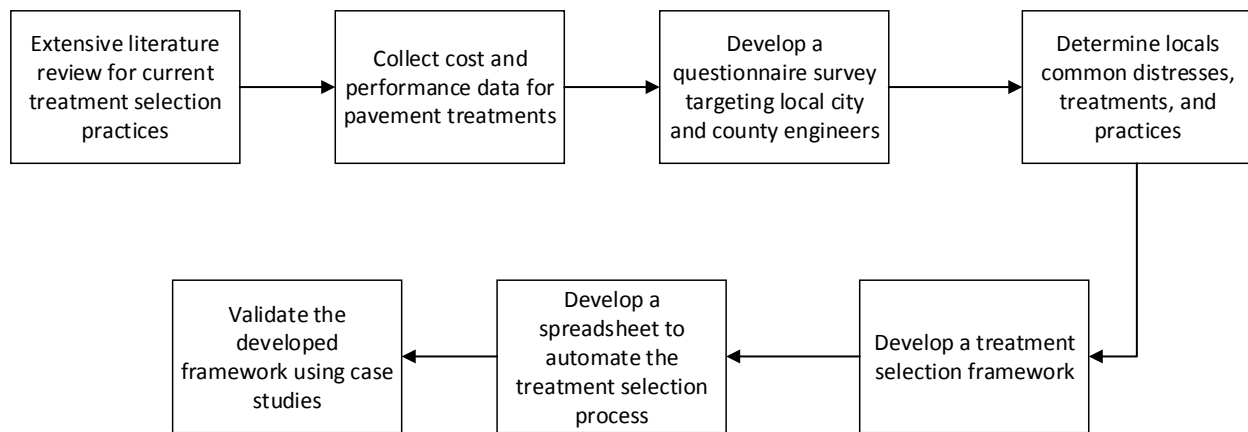 Extensive literature
review for current
treatment selection
practices
Collect cost and
performance data for
pavement treatments
Develop a
questionnaire survey
targeting local city
and county engineers
Determine locals
common distresses,
treatments, and
practices
Develop a treatment
selection framework
Develop a
spreadsheet to
automate the
treatment selection
process
Validate the
developed
framework using case
studies